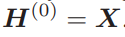 H^{(0)} = X.